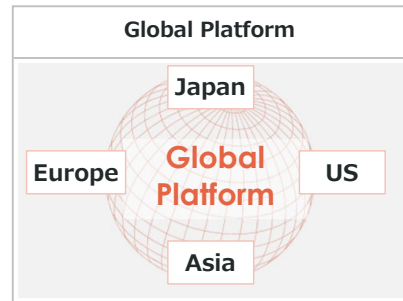 Global Platform
Japan
Europe
Global
Platform
US
Asia